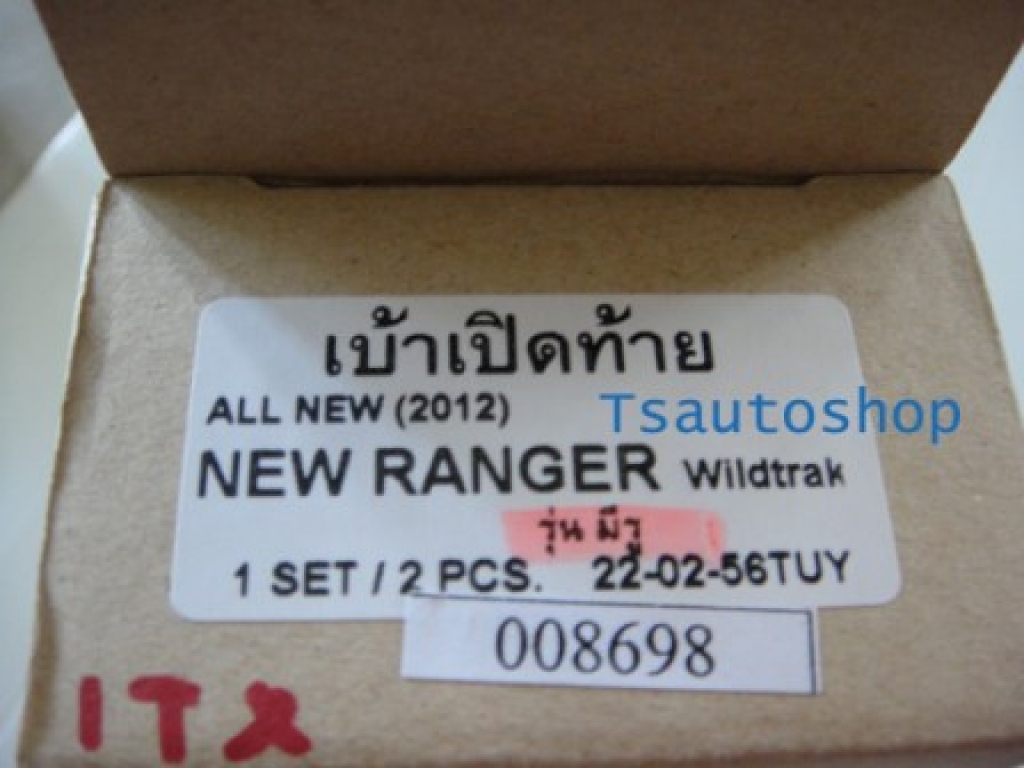 เบ้าเปิดท้าย
ALL NEW (2012)
Tsautoshop
NEW RANGER Wildtrak
รุ่น มีรู
1 SET / 2 PCS. 22-02-56TUY
008698